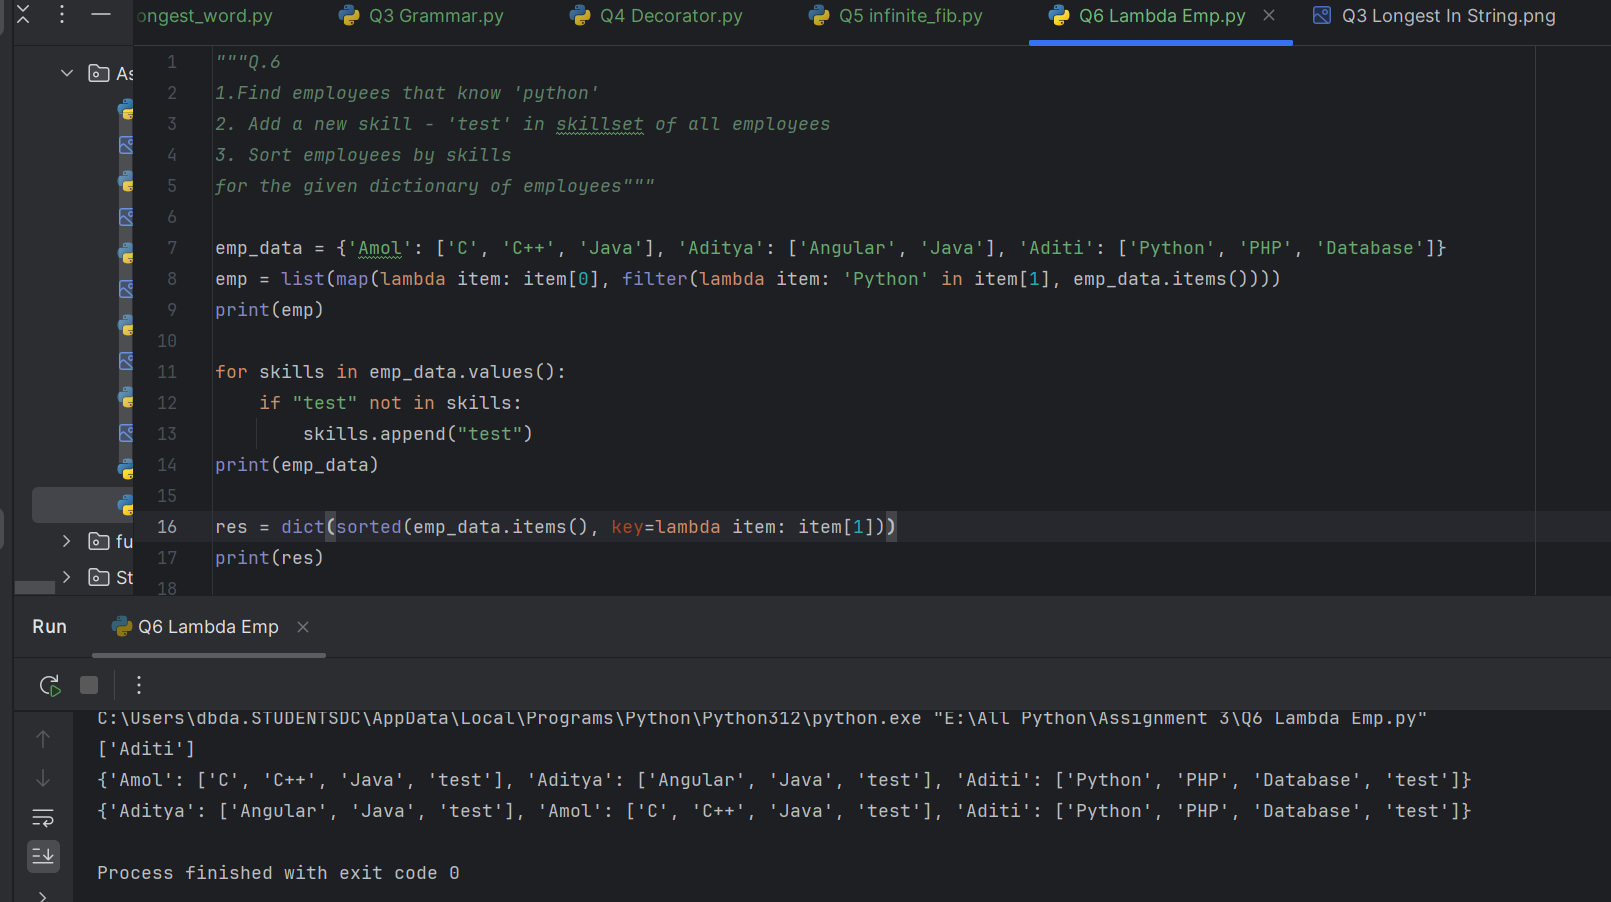 ongest_word.py Q3 Grammar.py Q4 Decorator.py Q5 infinite_fib.py Q6 Lambda Emp.py Q3 Longest In String.png
As
fu
St
1 """Q.6
2 1.Find employees that know 'python'
3 2. Add a new skill - 'test' in skillset of all employees
4 3. Sort employees by skills
5 for the given dictionary of employees"""
6
7 emp_data = {'Amol': ['C', 'C++', 'Java'], 'Aditya': ['Angular', 'Java'], 'Aditi': ['Python', 'PHP', 'Database']}
8 emp = list(map(lambda item: item[0], filter(lambda item: 'Python' in item[1], emp_data.items())))
9 print(emp)
10
11 for skills in emp_data.values():
12     if "test" not in skills:
13         skills.append("test")
14 print(emp_data)
15
16 res = dict(sorted(emp_data.items(), key=lambda item: item[1]))
17 print(res)
18
Run Q6 Lambda Emp
C:\Users\dbda.STUDENTSDC\AppData\Local\Programs\Python\Python312\python.exe "E:\All Python\Assignment 3\Q6 Lambda Emp.py"
['Aditi']
{'Amol': ['C', 'C++', 'Java', 'test'], 'Aditya': ['Angular', 'Java', 'test'], 'Aditi': ['Python', 'PHP', 'Database', 'test']}
{'Aditya': ['Angular', 'Java', 'test'], 'Amol': ['C', 'C++', 'Java', 'test'], 'Aditi': ['Python', 'PHP', 'Database', 'test']}
Process finished with exit code 0